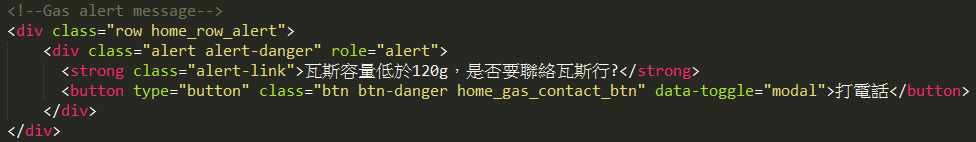 <!--Gas alert message-->
<div class="row home_row_alert">
<div class="alert alert-danger" role="alert">
<strong class="alert-link">瓦斯容量低於120g，是否要聯絡瓦斯行?</strong>
<button type="button" class="btn btn-danger home_gas_contact_btn" data-toggle="modal">打電話</button>
</div>
</div>